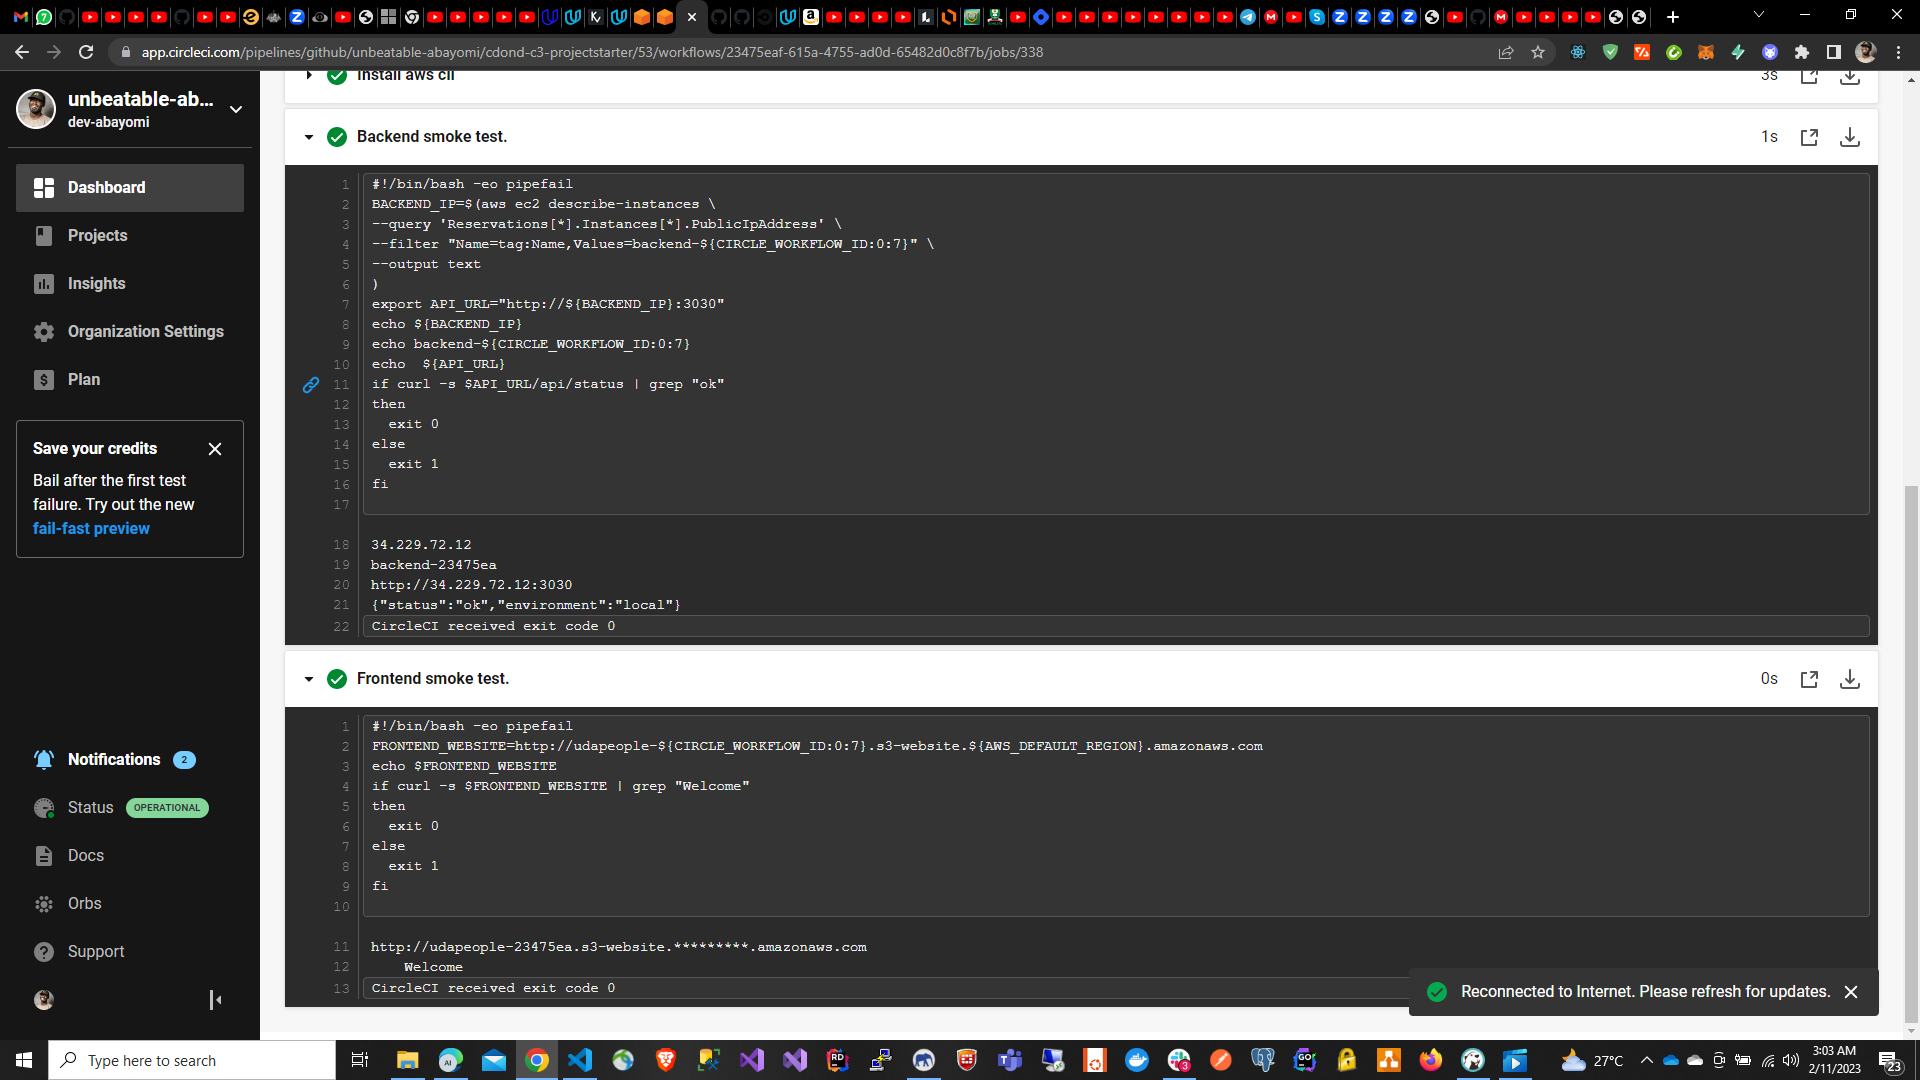 app.circleci.com/pipelines/github/unbeatable-abayomi/cdond-c3-projectstarter/53/workflows/23475eaf-615a-4755-ad0d-65482d0c8f7b/jobs/338
unbeatable-ab...
dev-abayomi
Dashboard
Projects
Insights
Organization Settings
Plan
Save your credits
Bail after the first test
failure. Try out the new
fail-fast preview
Notifications 2
Status OPERATIONAL
Docs
Orbs
Support
Install aws cli 3s
Backend smoke test. 1s
1 #!/bin/bash -eo pipefail
2 BACKEND_IP=$(aws ec2 describe-instances \
3 --query 'Reservations[*].Instances[*].PublicIpAddress' \
4 --filter "Name=tag:Name,Values=backend-${CIRCLE_WORKFLOW_ID:0:7}" \
5 --output text
6 )
7 export API_URL="http://${BACKEND_IP}:3030"
8 echo ${BACKEND_IP}
9 echo backend-${CIRCLE_WORKFLOW_ID:0:7}
10 echo  ${API_URL}
11 if curl -s $API_URL/api/status | grep "ok"
12 then
13   exit 0
14 else
15   exit 1
16 fi
17
18 34.229.72.12
19 backend-23475ea
20 http://34.229.72.12:3030
21 {"status":"ok","environment":"local"}
22 CircleCI received exit code 0
Frontend smoke test. 0s
1 #!/bin/bash -eo pipefail
2 FRONTEND_WEBSITE=http://udapeople-${CIRCLE_WORKFLOW_ID:0:7}.s3-website.${AWS_DEFAULT_REGION}.amazonaws.com
3 echo $FRONTEND_WEBSITE
4 if curl -s $FRONTEND_WEBSITE | grep "Welcome"
5 then
6   exit 0
7 else
8   exit 1
9 fi
10
11 http://udapeople-23475ea.s3-website.*********.amazonaws.com
12     Welcome
13 CircleCI received exit code 0
Reconnected to Internet. Please refresh for updates.
Type here to search
27°C
3:03 AM
2/11/2023
23